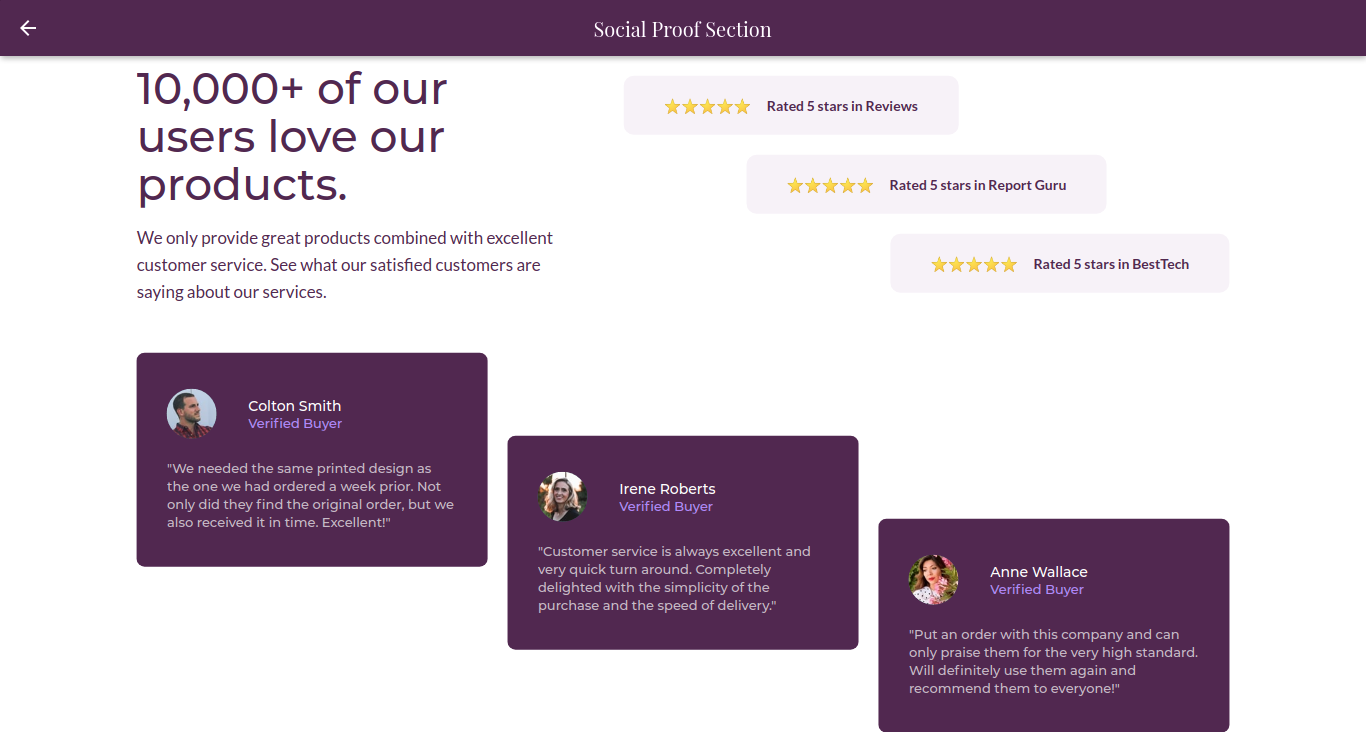 Social Proof Section
10,000+ of our
users love our
products.
We only provide great products combined with excellent
customer service. See what our satisfied customers are
saying about our services.
Rated 5 stars in Reviews
Rated 5 stars in Report Guru
Rated 5 stars in BestTech
Colton Smith
Verified Buyer
"We needed the same printed design as
the one we had ordered a week prior. Not
only did they find the original order, but we
also received it in time. Excellent!"
Irene Roberts
Verified Buyer
"Customer service is always excellent and
very quick turn around. Completely
delighted with the simplicity of the
purchase and the speed of delivery."
Anne Wallace
Verified Buyer
"Put an order with this company and can
only praise them for the very high standard.
Will definitely use them again and
recommend them to everyone!"